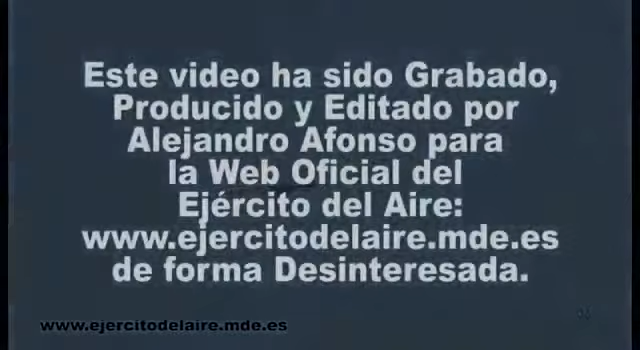 Este video ha sido Grabado,
Producido y Editado por
Alejandro Afonso para
la Web Oficial del
Ejército del Aire:
www.ejercitodelaire.mde.es
de forma Desinteresada.
www.ejercitodelaire.mde.es